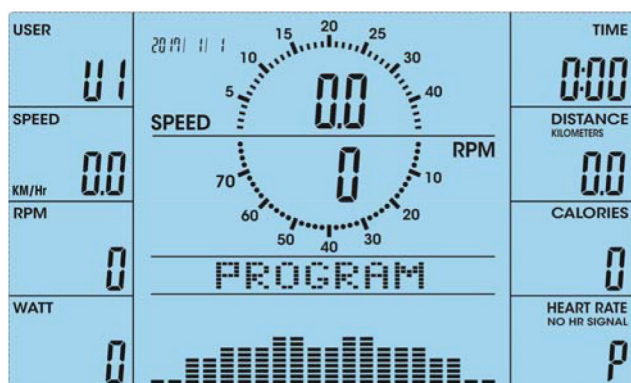 USER
U1
SPEED
KM/Hr 0.0
RPM
0
WATT
0
2017/ 1/ 1
5 10 15 20 25 30 40
SPEED
0.0
RPM
0
70 60 50 40 30 20 10
PROGRAM
TIME
0:00
DISTANCE
KILOMETERS
0.0
CALORIES
0
HEART RATE
NO HR SIGNAL
P